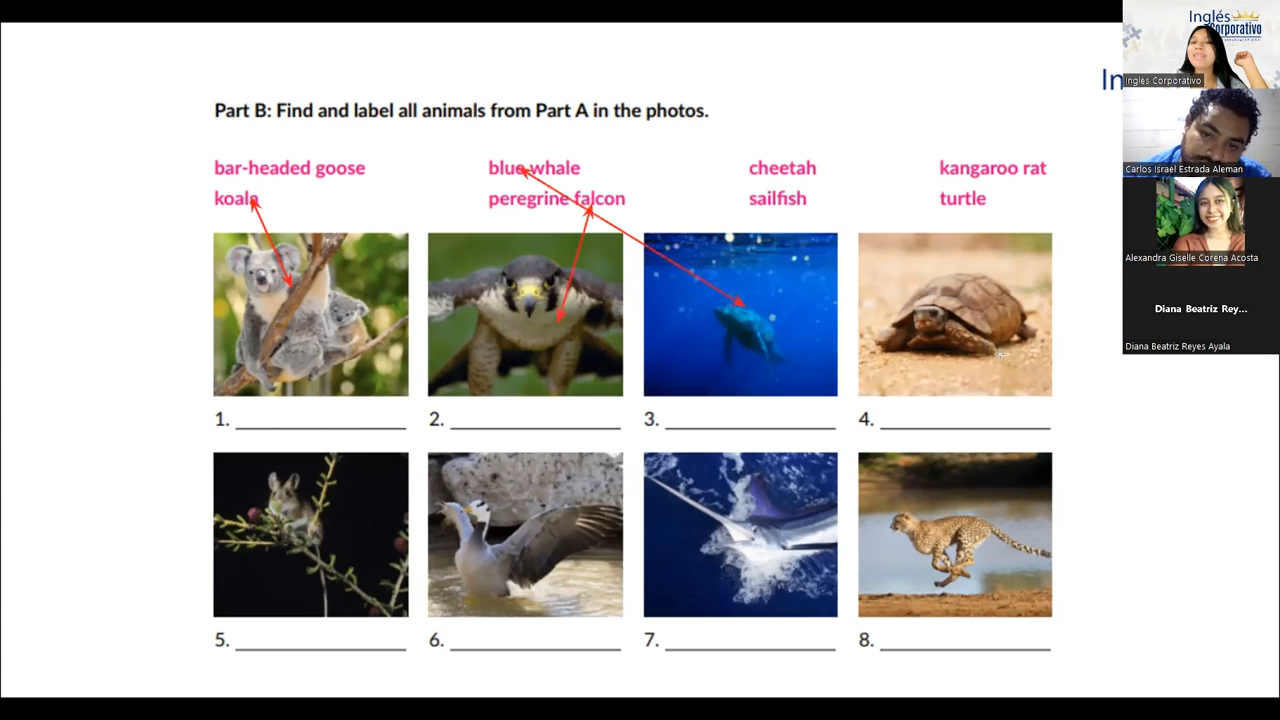 Inglés
Corporativo
In
Ingles Corporativo
Part B: Find and label all animals from Part A in the photos.
Carlos Israel Estrada Aleman
bar-headed goose blue whale cheetah kangaroo rat
koala peregrine falcon sailfish turtle
Alexandra Giselle Corena Acosta
Diana Beatriz Rey...
Diana Beatriz Reyes Ayala
1. 2. 3. 4.
5. 6. 7. 8.